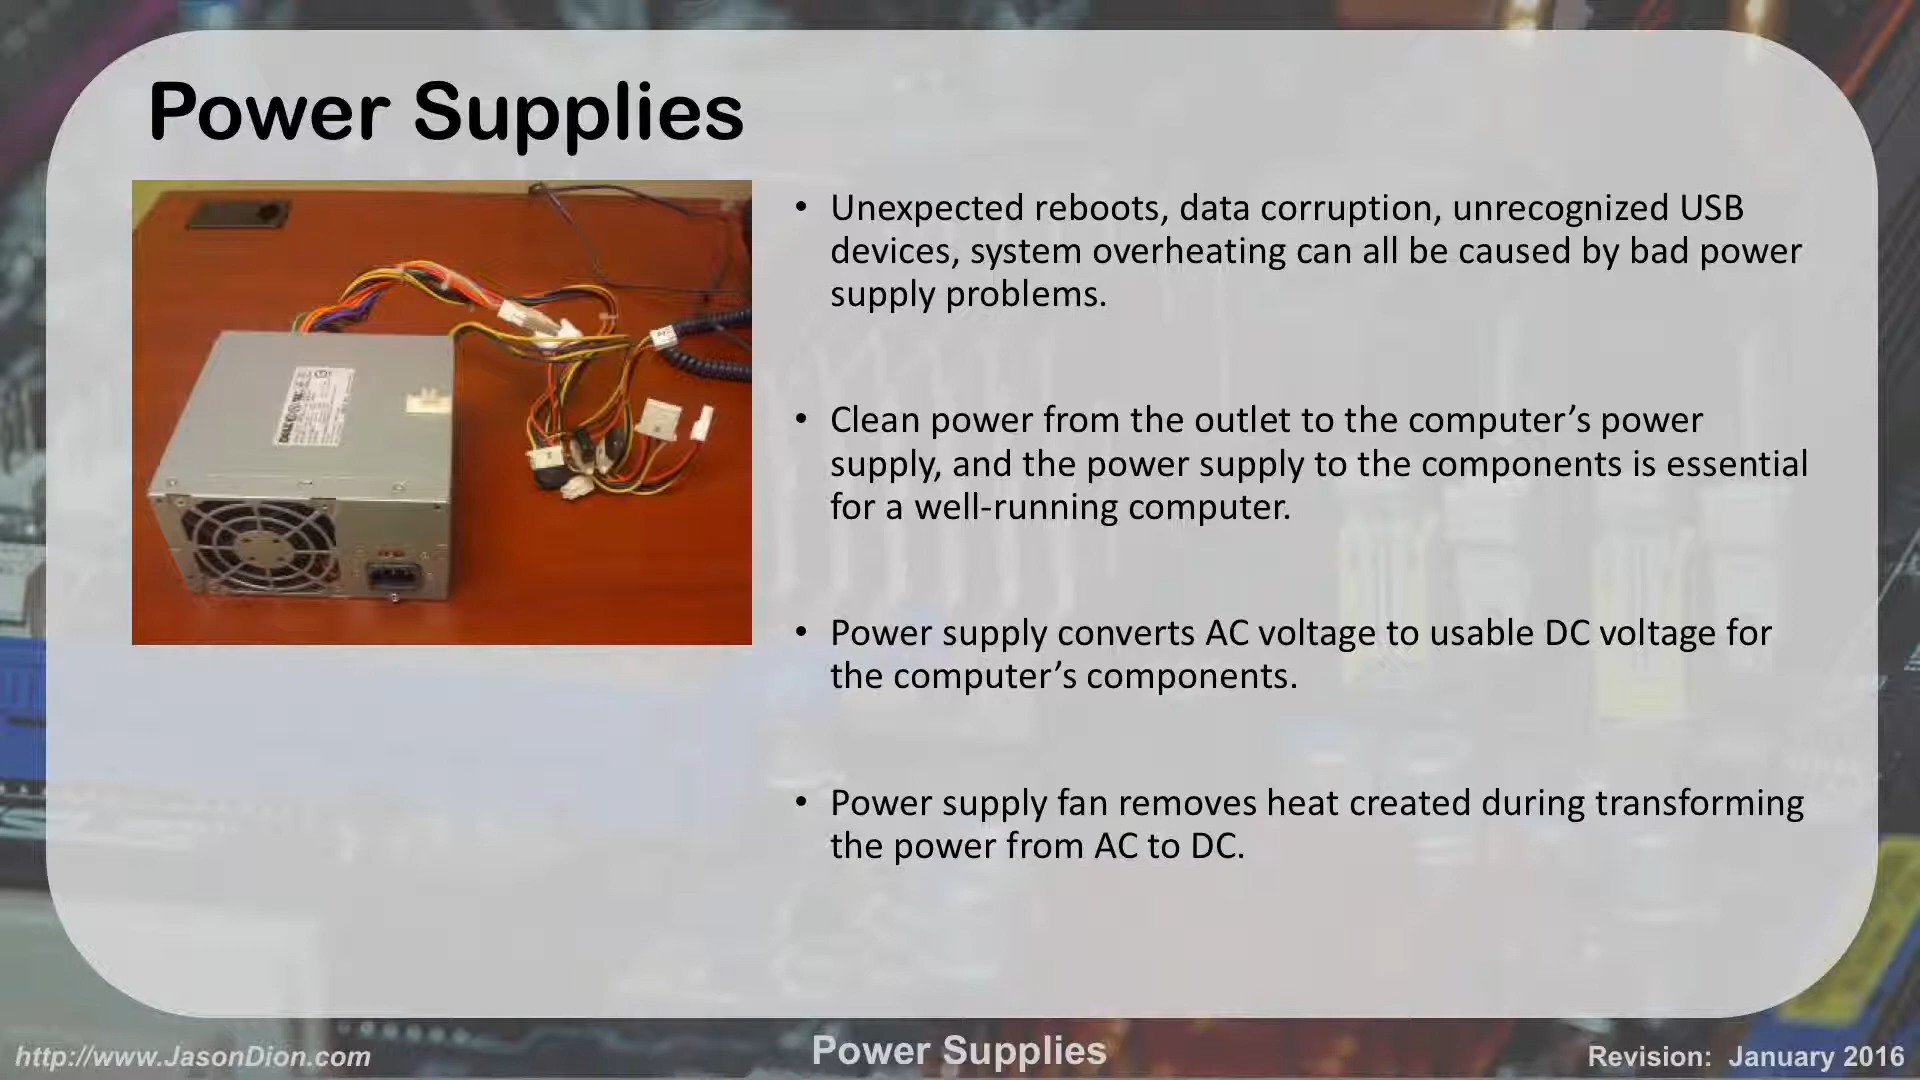 Power Supplies
• Unexpected reboots, data corruption, unrecognized USB
devices, system overheating can all be caused by bad power
supply problems.
• Clean power from the outlet to the computer’s power
supply, and the power supply to the components is essential
for a well-running computer.
• Power supply converts AC voltage to usable DC voltage for
the computer’s components.
• Power supply fan removes heat created during transforming
the power from AC to DC.
http://www.JasonDion.com
Power Supplies
Revision: January 2016